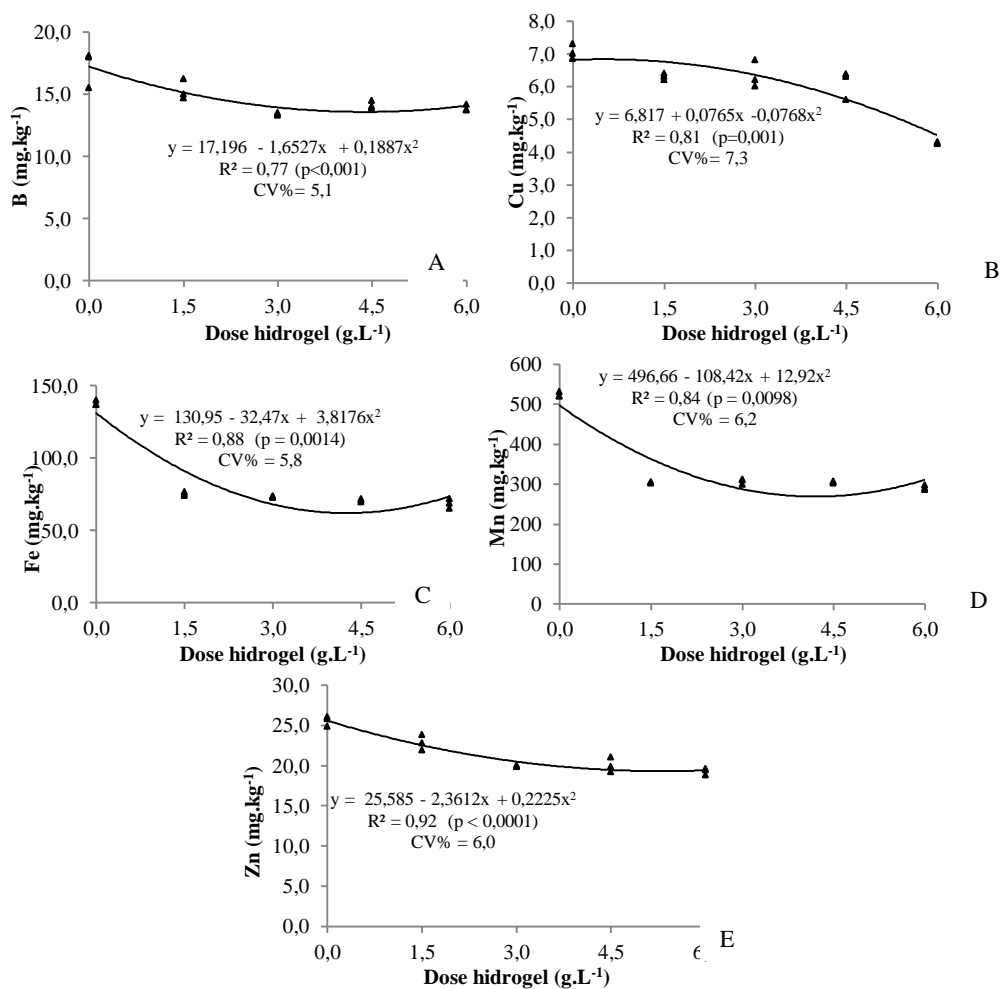 B (mg.kg-1)
20,0
15,0
10,0
5,0
0,0
y = 17,196 - 1,6527x + 0,1887x²
R² = 0,77 (p<0,001)
CV%= 5,1
A
0,0 1,5 3,0 4,5 6,0
Dose hidrogel (g.L-1)
Cu (mg.kg-1)
8,0
7,0
6,0
5,0
4,0
3,0
2,0
1,0
0,0
y = 6,817 + 0,0765x -0,0768x²
R² = 0,81 (p=0,001)
CV%= 7,3
B
0,0 1,5 3,0 4,5 6,0
Dose hidrogel (g.L-1)
Fe (mg.kg-1)
150,0
100,0
50,0
0,0
y = 130,95 - 32,47x + 3,8176x²
R² = 0,88 (p = 0,0014)
CV% = 5,8
C
0,0 1,5 3,0 4,5 6,0
Dose hidrogel (g.L-1)
Mn (mg.kg-1)
600
500
400
300
200
100
0
y = 496,66 - 108,42x + 12,92x²
R² = 0,84 (p = 0,0098)
CV% = 6,2
D
0,0 1,5 3,0 4,5 6,0
Dose hidrogel (g.L-1)
Zn (mg.kg-1)
30,0
25,0
20,0
15,0
10,0
5,0
0,0
y = 25,585 - 2,3612x + 0,2225x²
R² = 0,92 (p < 0,0001)
CV% = 6,0
E
0,0 1,5 3,0 4,5 6,
Dose hidrogel (g.L-1)